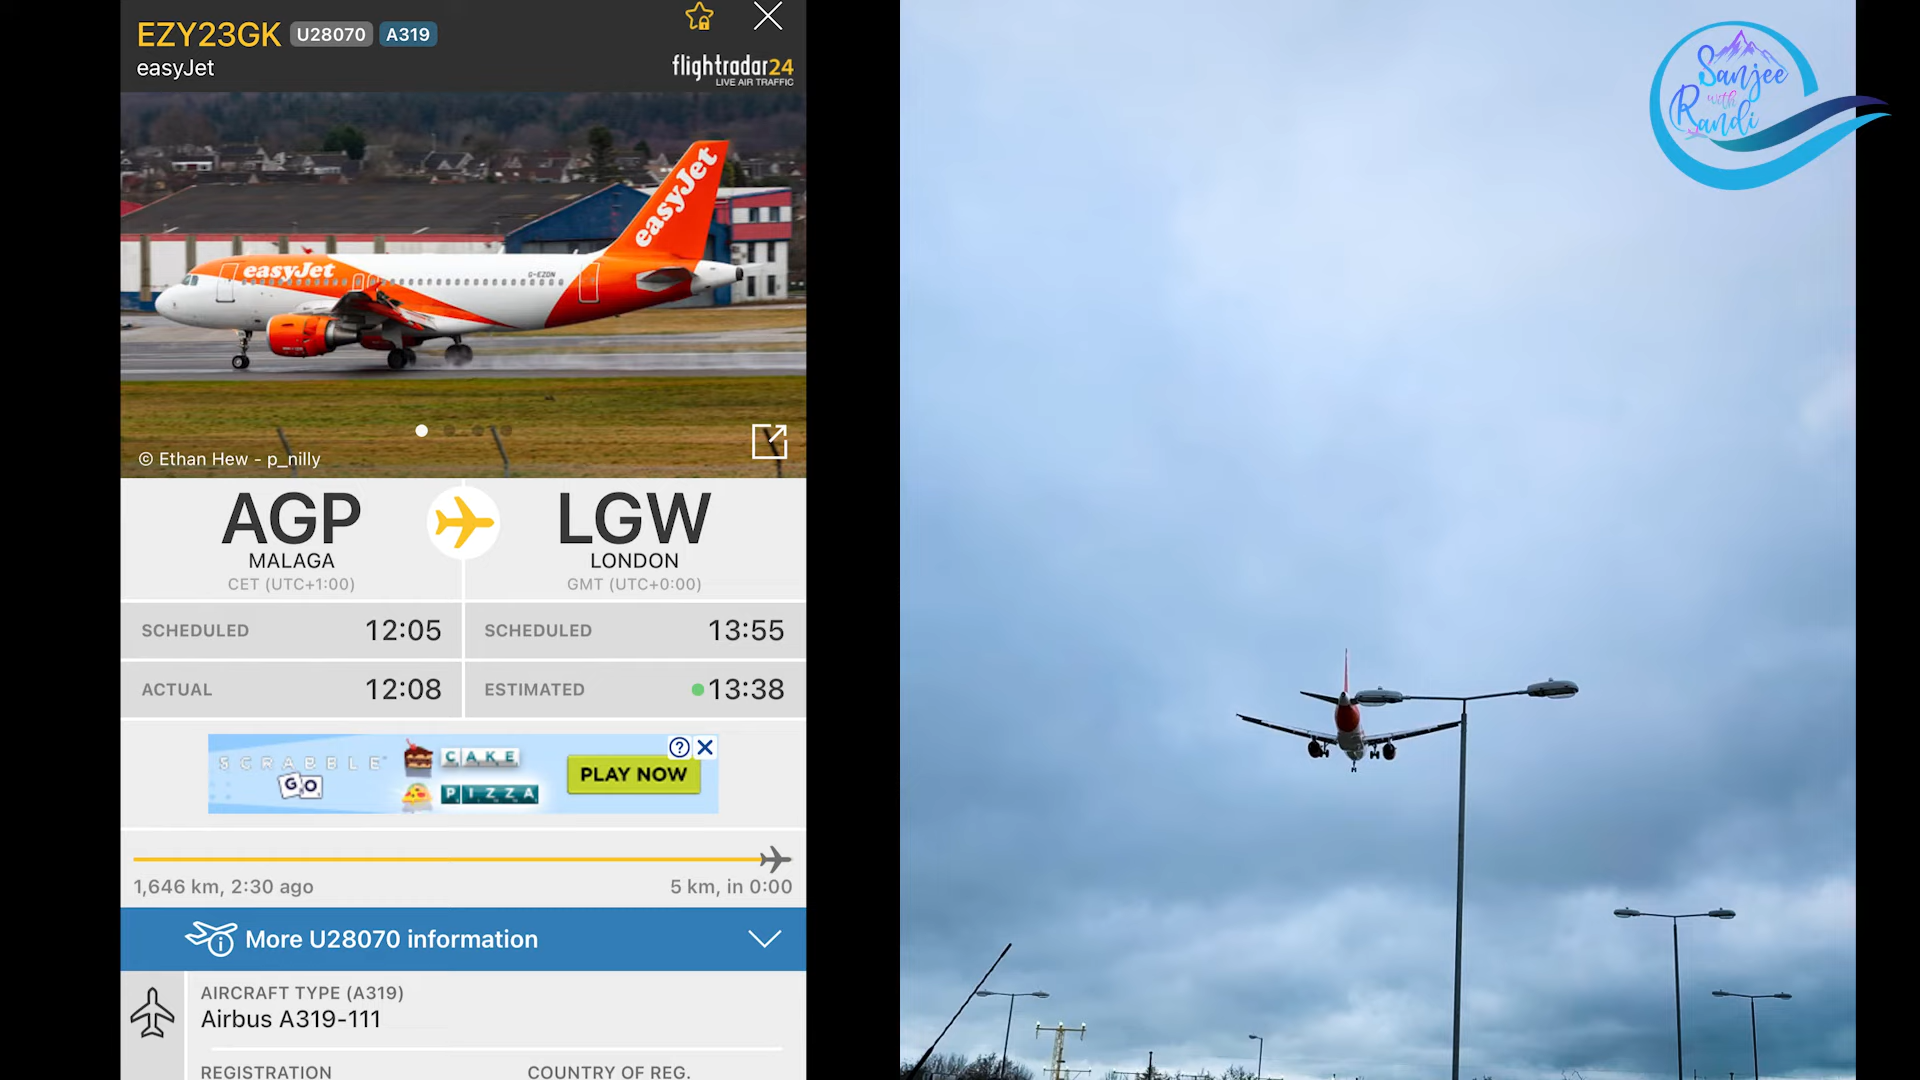 EZY23GK U28070 A319
easyJet
flightradar24
LIVE AIR TRAFFIC
easyJet
easyJet
G-EZDN
© Ethan Hew - p_nilly
AGP
MALAGA
CET (UTC+1:00)
LGW
LONDON
GMT (UTC+0:00)
SCHEDULED 12:05
SCHEDULED 13:55
ACTUAL 12:08
ESTIMATED 13:38
SCRABBLE
GO
CAKE
PIZZA
PLAY NOW
1,646 km, 2:30 ago
5 km, in 0:00
More U28070 information
AIRCRAFT TYPE (A319)
Airbus A319-111
REGISTRATION
COUNTRY OF REG.
Sanjee
with
Randi